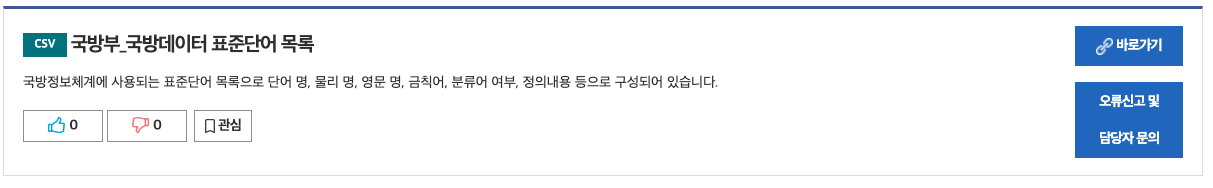 CSV 국방부_국방데이터 표준단어 목록
바로가기
국방정보체계에 사용되는 표준단어 목록으로 단어 명, 물리 명, 영문 명, 금칙어, 분류어 여부, 정의내용 등으로 구성되어 있습니다.
0 0 관심
오류신고 및
담당자 문의